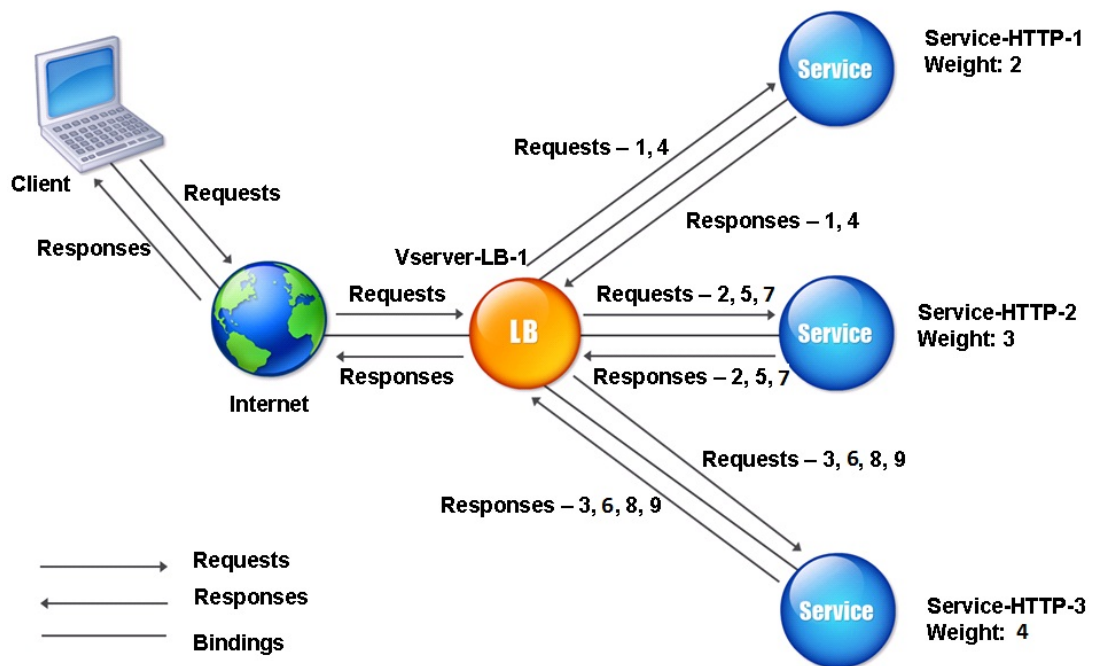 Service-HTTP-1
Weight: 2
Service
Requests – 1, 4
Client
Requests
Responses
Responses – 1, 4
Vserver-LB-1
Requests
Requests – 2, 5, 7
Service-HTTP-2
Weight: 3
LB
Service
Responses
Responses – 2, 5, 7
Internet
Requests – 3, 6, 8, 9
Responses – 3, 6, 8, 9
Requests
Responses
Bindings
Service
Service-HTTP-3
Weight: 4